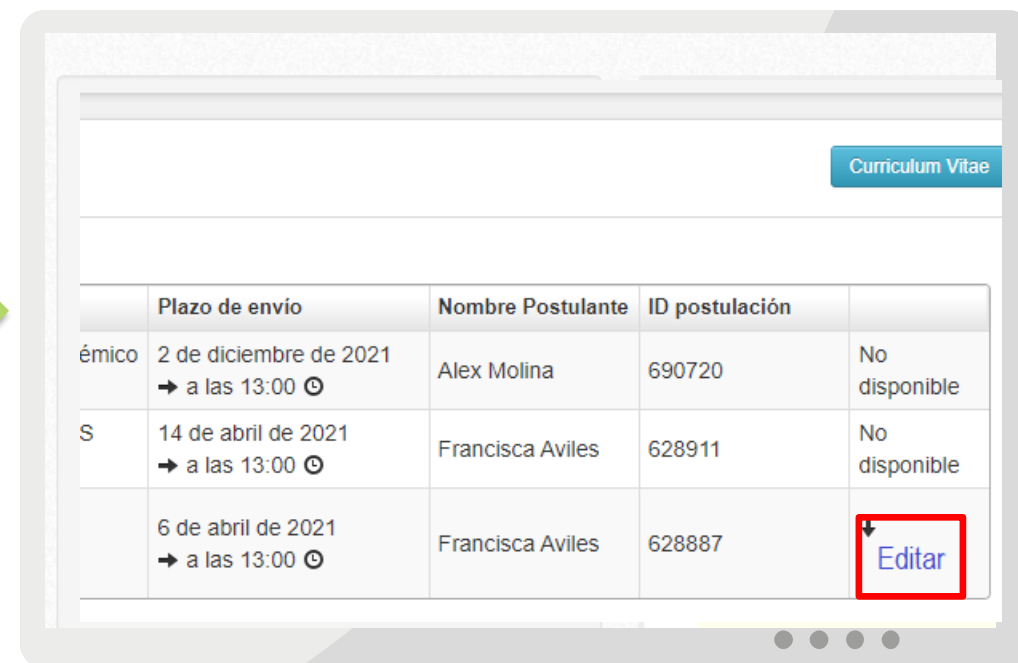 Curriculum Vitae
Plazo de envío Nombre Postulante ID postulación
émico 2 de diciembre de 2021 Alex Molina 690720 No
→ a las 13:00 disponible
S 14 de abril de 2021 Francisca Aviles 628911 No
→ a las 13:00 disponible
6 de abril de 2021 Francisca Aviles 628887 Editar
→ a las 13:00